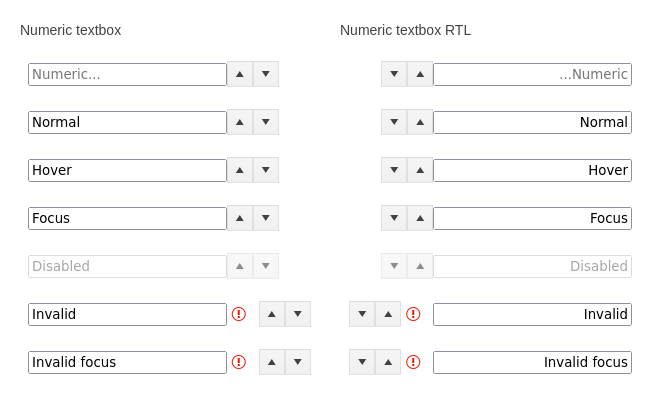 Numeric textbox
Numeric...
Normal
Hover
Focus
Disabled
Invalid
Invalid focus
Numeric textbox RTL
...Numeric
Normal
Hover
Focus
Disabled
Invalid
Invalid focus